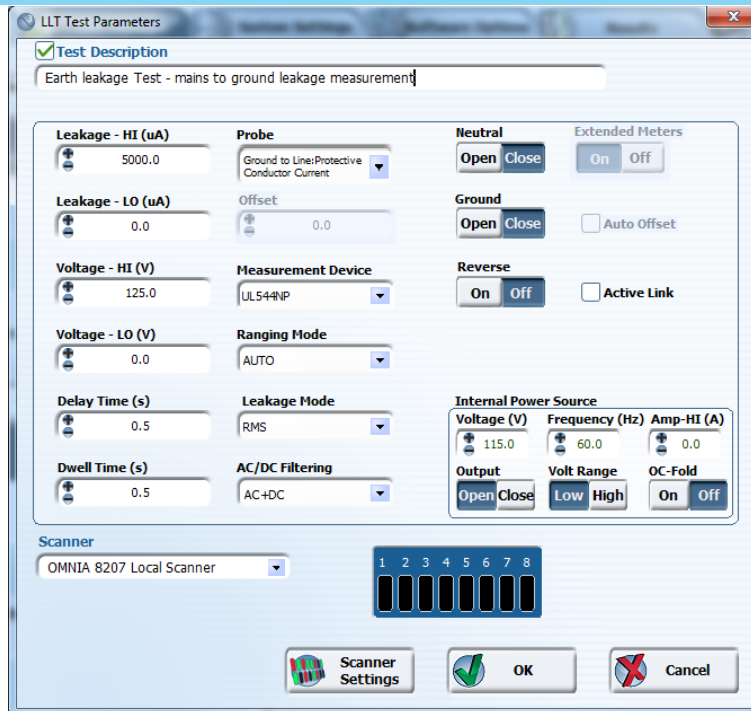 LLT Test Parameters
Test Description
Earth leakage Test - mains to ground leakage measurement
Leakage - HI (uA)
5000.0
Probe
Ground to Line:Protective
Conductor Current
Neutral
Open Close
Extended Meters
On Off
Leakage - LO (uA)
0.0
Offset
0.0
Ground
Open Close
Auto Offset
Voltage - HI (V)
125.0
Measurement Device
UL544NP
Reverse
On Off
Active Link
Voltage - LO (V)
0.0
Ranging Mode
AUTO
Delay Time (s)
0.5
Leakage Mode
RMS
Internal Power Source
Voltage (V) Frequency (Hz) Amp-HI (A)
115.0 60.0 0.0
Dwell Time (s)
0.5
AC/DC Filtering
AC+DC
Output Volt Range OC-Fold
Open Close Low High On Off
Scanner
OMNIA 8207 Local Scanner
1 2 3 4 5 6 7 8
Scanner
Settings
OK
Cancel